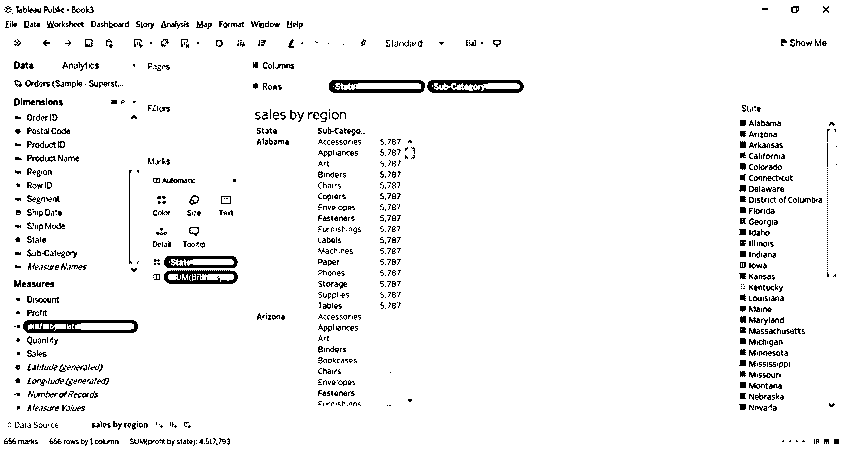 Tableau Public - Book3
File Data Worksheet Dashboard Story Analysis Map Format Window Help
Standard
Show Me
Data Analytics
Pages
Columns
Orders (Sample - Superst...
Rows
State
Sub-Category
Dimensions
Filters
Order ID
Postal Code
Product ID
Product Name
Region
Row ID
Segment
Ship Date
Ship Mode
State
Sub-Category
Measure Names
Measures
Discount
Profit
Quantity
Sales
Latitude (generated)
Longitude (generated)
Number of Records
Measure Values
Marks
Automatic
Color Size Text
Detail Tooltip
State
sales by region
State Sub-Catego..
Alabama Accessories 5,787
Appliances 5,787
Art 5,787
Binders 5,787
Chairs 5,787
Copiers 5,787
Envelopes 5,787
Fasteners 5,787
Furnishings 5,787
Labels 5,787
Machines 5,787
Paper 5,787
Phones 5,787
Storage 5,787
Supplies 5,787
Tables 5,787
Arizona Accessories
Appliances
Art
Binders
Bookcases
Chairs
Envelopes
Fasteners
Furnishings
State
Alabama
Arizona
Arkansas
California
Colorado
Connecticut
Delaware
District of Columbia
Florida
Georgia
Idaho
Illinois
Indiana
Iowa
Kansas
Kentucky
Louisiana
Maine
Maryland
Massachusetts
Michigan
Minnesota
Mississippi
Missouri
Montana
Nebraska
Nevada
Data Source sales by region
656 marks 656 rows by 1 column SUM(profit by state): 4,517,793